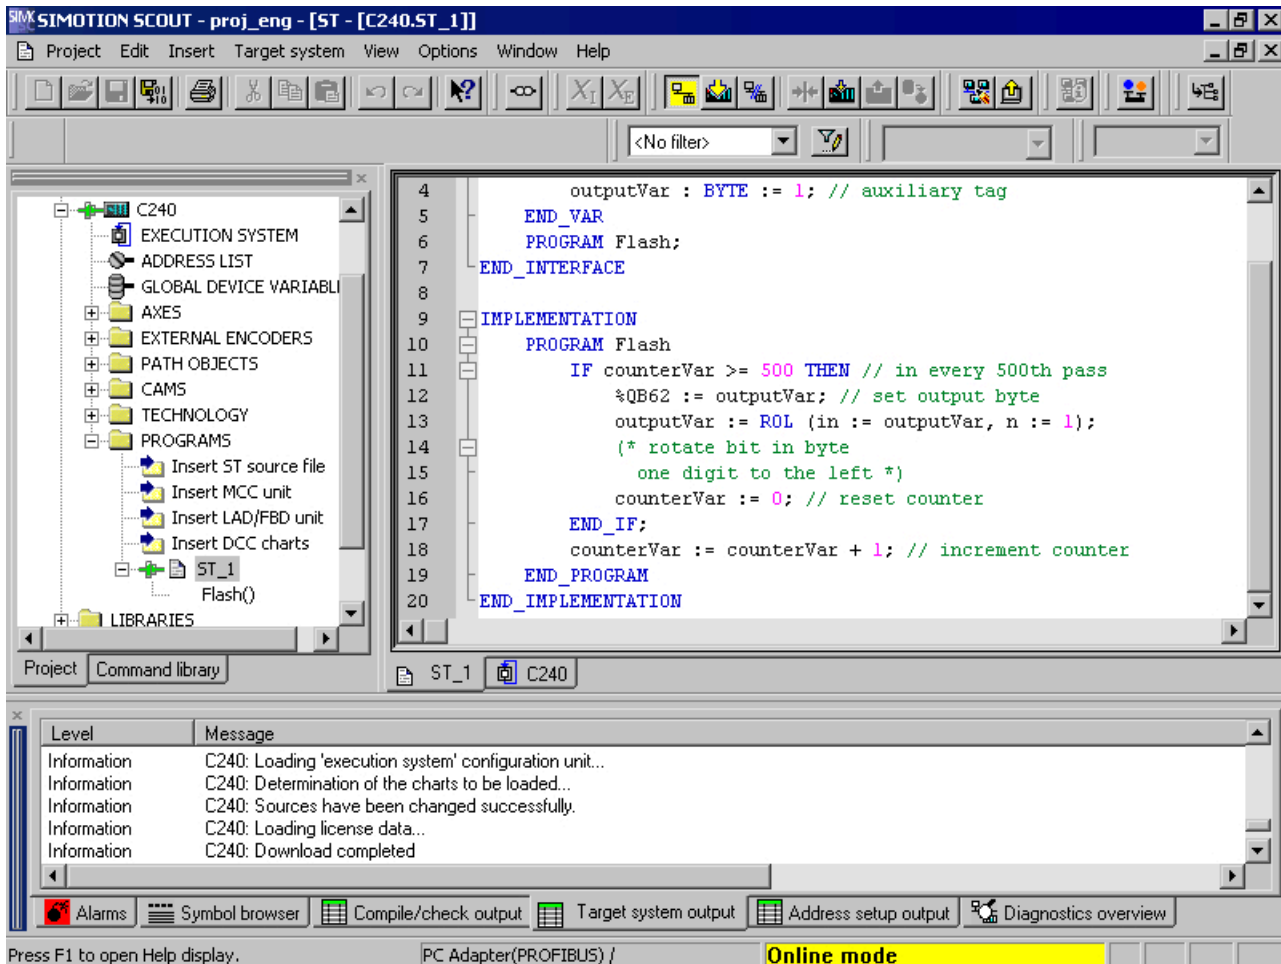 SIMOTION SCOUT - proj_eng - [ST - [C240.ST_1]]
Project Edit Insert Target system View Options Window Help
<No filter>
C240
EXECUTION SYSTEM
ADDRESS LIST
GLOBAL DEVICE VARIABL
AXES
EXTERNAL ENCODERS
PATH OBJECTS
CAMS
TECHNOLOGY
PROGRAMS
Insert ST source file
Insert MCC unit
Insert LAD/FBD unit
Insert DCC charts
ST_1
Flash()
LIBRARIES
Project Command library
4 outputVar : BYTE := 1; // auxiliary tag
5 END_VAR
6 PROGRAM Flash;
7 END_INTERFACE
8
9 IMPLEMENTATION
10 PROGRAM Flash
11 IF counterVar >= 500 THEN // in every 500th pass
12 %QB62 := outputVar; // set output byte
13 outputVar := ROL (in := outputVar, n := 1);
14 (* rotate bit in byte
15 one digit to the left *)
16 counterVar := 0; // reset counter
17 END_IF;
18 counterVar := counterVar + 1; // increment counter
19 END_PROGRAM
20 END_IMPLEMENTATION
ST_1 C240
Level Message
Information C240: Loading 'execution system' configuration unit...
Information C240: Determination of the charts to be loaded...
Information C240: Sources have been changed successfully.
Information C240: Loading license data...
Information C240: Download completed
Alarms Symbol browser Compile/check output Target system output Address setup output Diagnostics overview
Press F1 to open Help display. PC Adapter(PROFIBUS) / Online mode